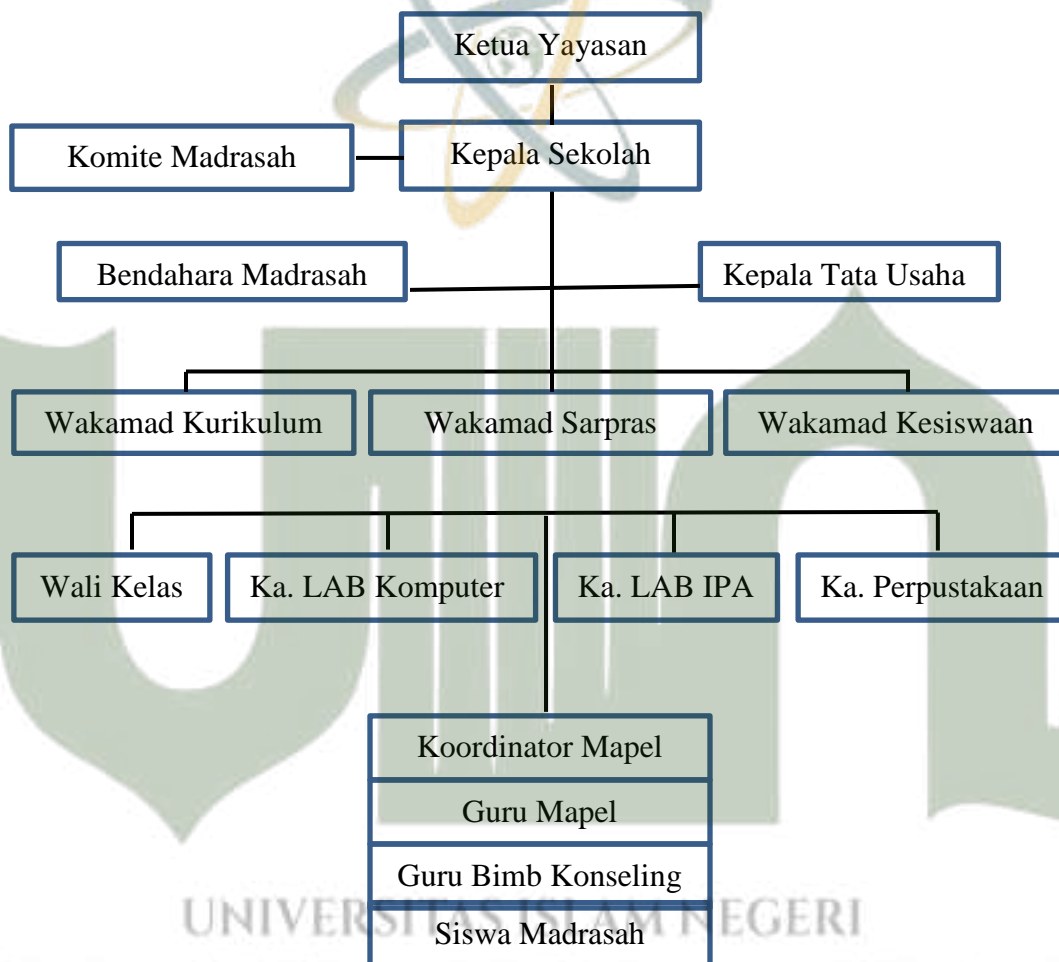 Ketua Yayasan
Komite Madrasah
Kepala Sekolah
Bendahara Madrasah
Kepala Tata Usaha
Wakamad Kurikulum
Wakamad Sarpras
Wakamad Kesiswaan
Wali Kelas
Ka. LAB Komputer
Ka. LAB IPA
Ka. Perpustakaan
Koordinator Mapel
Guru Mapel
Guru Bimb Konseling
UNIVERSITAS ISLAM NEGERI
Siswa Madrasah